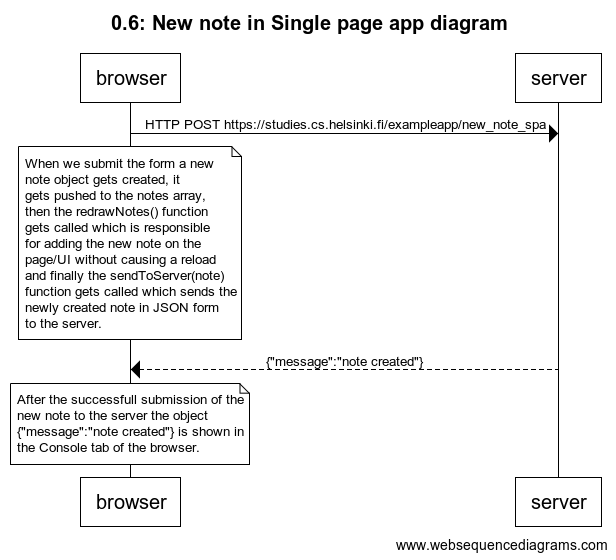 0.6: New note in Single page app diagram
browser
server
HTTP POST https://studies.cs.helsinki.fi/exampleapp/new_note_spa
When we submit the form a new
note object gets created, it
gets pushed to the notes array,
then the redrawNotes() function
gets called which is responsible
for adding the new note on the
page/UI without causing a reload
and finally the sendToServer(note)
function gets called which sends the
newly created note in JSON form
to the server.
{"message":"note created"}
After the successfull submission of the
new note to the server the object
{"message":"note created"} is shown in
the Console tab of the browser.
browser
server
www.websequencediagrams.com